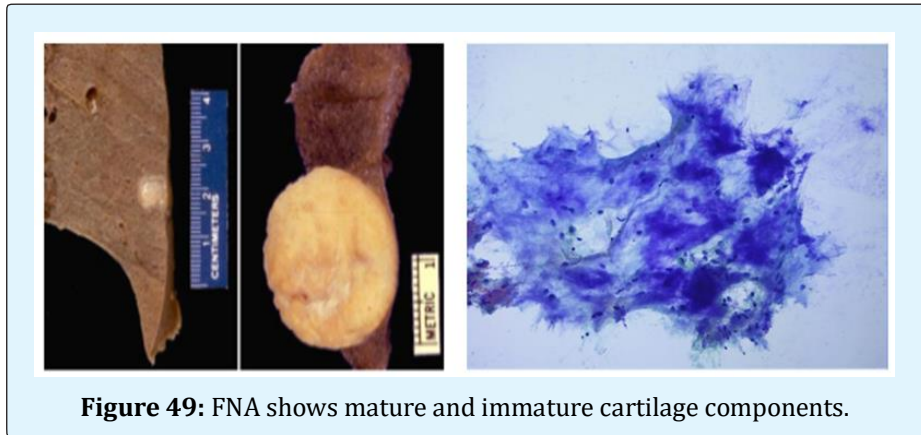 4
3
2
1
CENTIMETERS
METRIC 1
Figure 49: FNA shows mature and immature cartilage components.